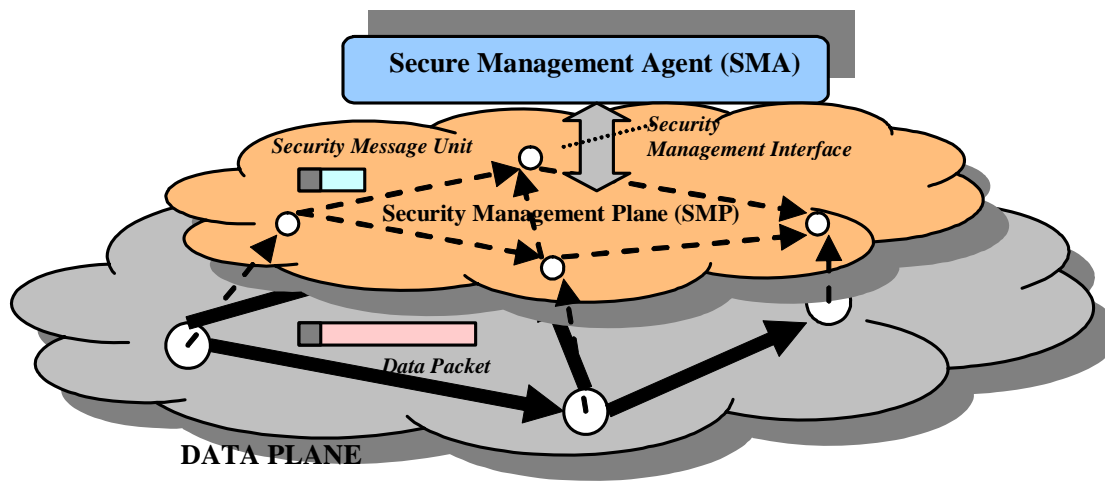 Secure Management Agent (SMA)
Security Message Unit
Security
Management Interface
Security Management Plane (SMP)
Data Packet
DATA PLANE